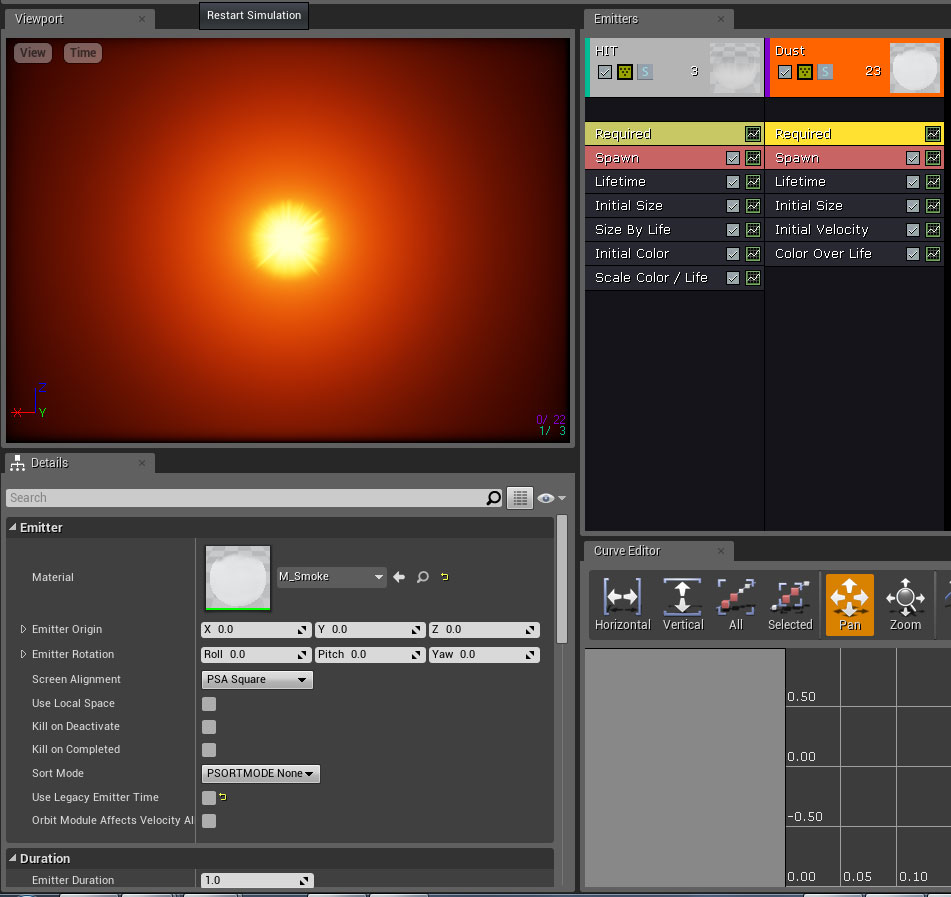 Viewport
Restart Simulation
View
Time
X
Y
0/ 22
1/ 3
Emitters
HIT
S
3
Dust
S
23
Required
Spawn
Lifetime
Initial Size
Size By Life
Initial Color
Scale Color / Life
Required
Spawn
Lifetime
Initial Size
Initial Velocity
Color Over Life
Details
Search
Emitter
Material
M_Smoke
Emitter Origin
X 0.0
Y 0.0
Z 0.0
Emitter Rotation
Roll 0.0
Pitch 0.0
Yaw 0.0
Screen Alignment
PSA Square
Use Local Space
Kill on Deactivate
Kill on Completed
Sort Mode
PSORTMODE None
Use Legacy Emitter Time
Orbit Module Affects Velocity Al
Duration
Emitter Duration
1.0
Curve Editor
Horizontal
Vertical
All
Selected
Pan
Zoom
0.50
0.00
-0.50
0.00
0.05
0.10